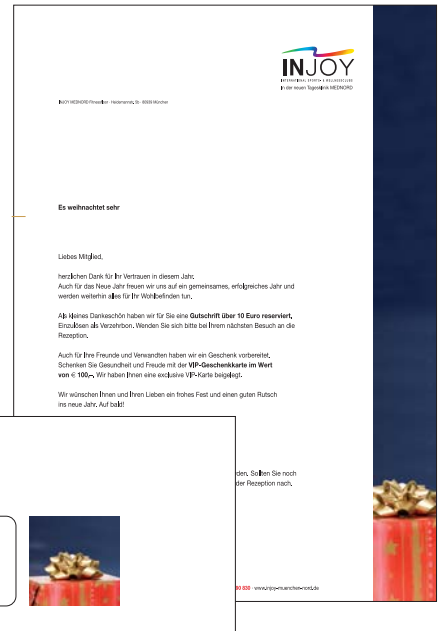 INJOY
INTERNATIONAL SPORTS- & WELLNESSCLUBS
In der neuen Tagesklinik MEDNORD
INJOY MEDNORD Fitness
80939 München
Es weihnachtet sehr
Liebes Mitglied,
herzlichen Dank für Ihr Vertrauen in diesem Jahr.
Auch für das Neue Jahr freuen wir uns auf ein gemeinsames, erfolgreiches Jahr und
werden weiterhin alles für Ihr Wohlbefinden tun.
Als kleines Dankeschön haben wir für Sie eine Gutschrift über 10 Euro reserviert,
Einzulösen als Verzehrbon. Wenden Sie sich bitte bei Ihrem nächsten Besuch an die
Rezeption.
Auch für Ihre Freunde und Verwandten haben wir ein Geschenk vorbereitet.
Schenken Sie Gesundheit und Freude mit der VIP-Geschenkkarte im Wert
von € 100,–. Wir haben Ihnen eine exclusive VIP-Karte beigelegt.
Wir wünschen Ihnen und Ihren Lieben ein frohes Fest und einen guten Rutsch
ins neue Jahr. Auf bald!
den. Sollten Sie noch
der Rezeption nach.
80 830 · www.injoy-muenchen-nord.de